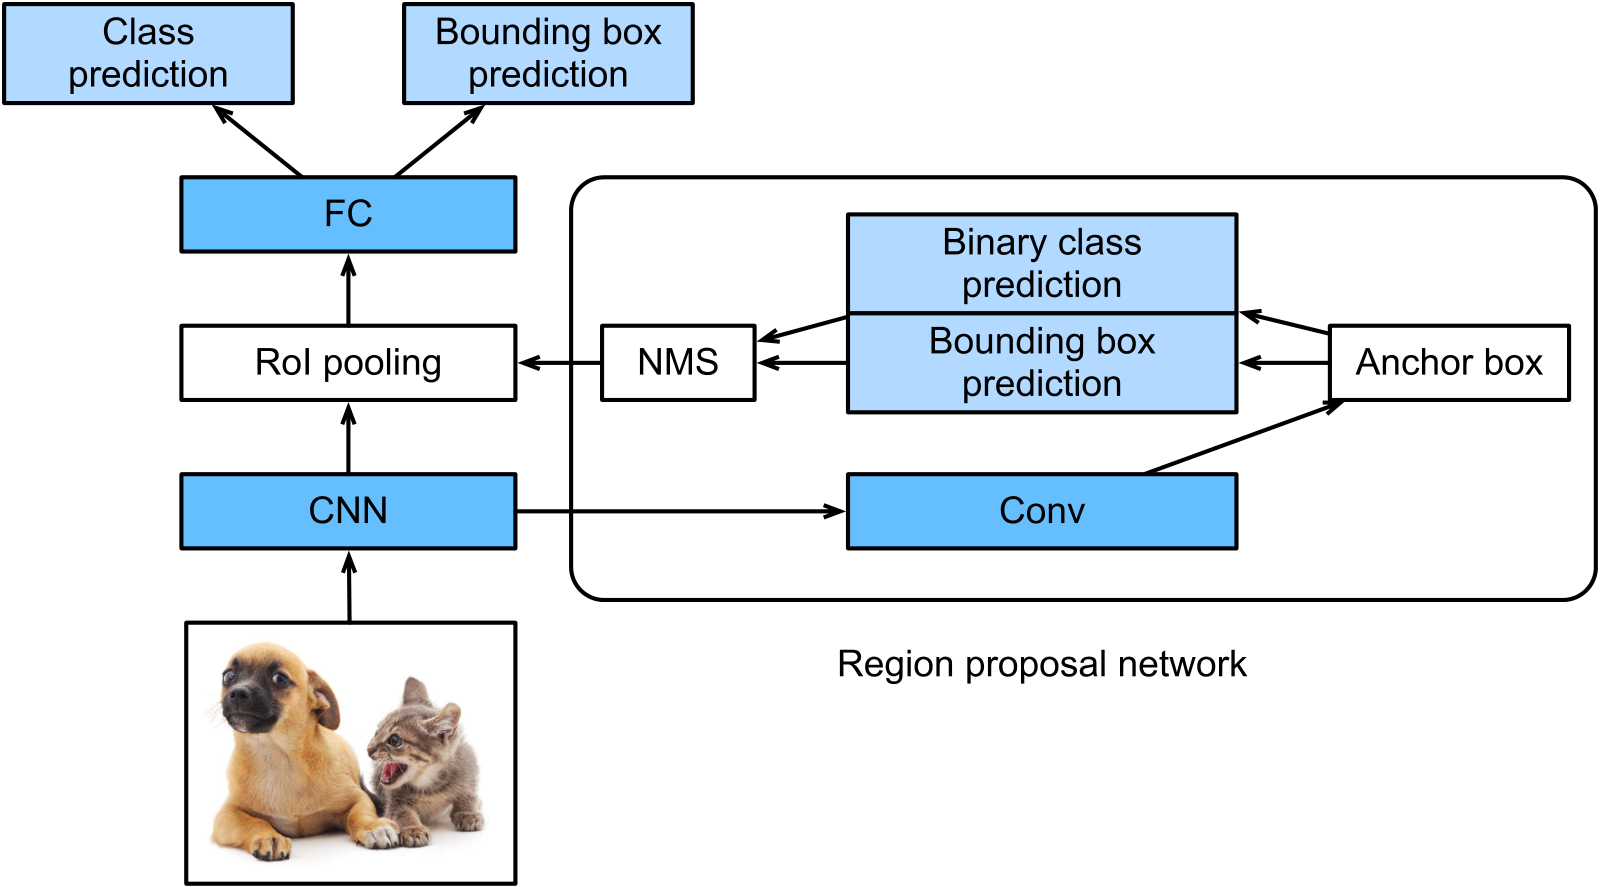 Class
prediction
Bounding box
prediction
FC
RoI pooling
CNN
NMS
Binary class
prediction
Bounding box
prediction
Anchor box
Conv
Region proposal network